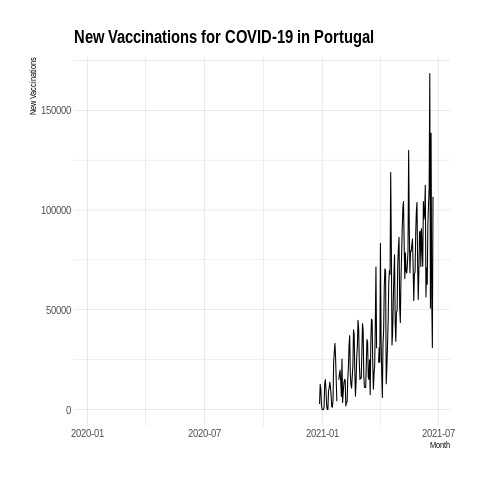 New Vaccinations for COVID-19 in Portugal
New Vaccinations
150000
100000
50000
0
2020-01 2020-07 2021-01 2021-07
Month